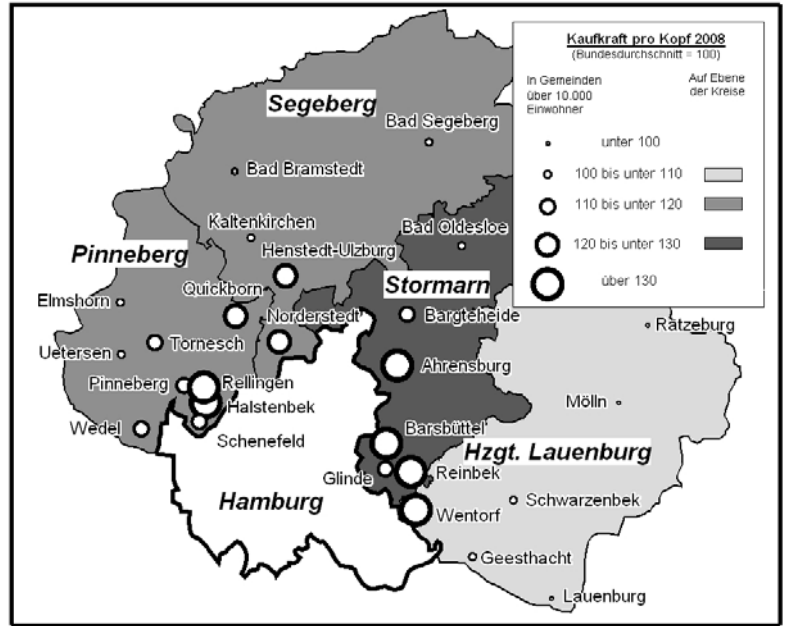 Kaufkraft pro Kopf 2008
(Bundesdurchschnitt = 100)
In Gemeinden
über 10.000
Einwohner
Auf Ebene
der Kreise
unter 100
100 bis unter 110
110 bis unter 120
120 bis unter 130
über 130
Segeberg
Bad Segeberg
Bad Bramstedt
Kaltenkirchen
Bad Oldesloe
Pinneberg
Henstedt-Ulzburg
Stormarn
Quickborn
Elmshorn
Norderstedt
Bargteheide
Ratzeburg
Tornesch
Uetersen
Ahrensburg
Pinneberg
Rellingen
Mölln
Halstenbek
Wedel
Barsbüttel
Schenefeld
Hzgt. Lauenburg
Glinde
Reinbek
Hamburg
Schwarzenbek
Wentorf
Geesthacht
Lauenburg